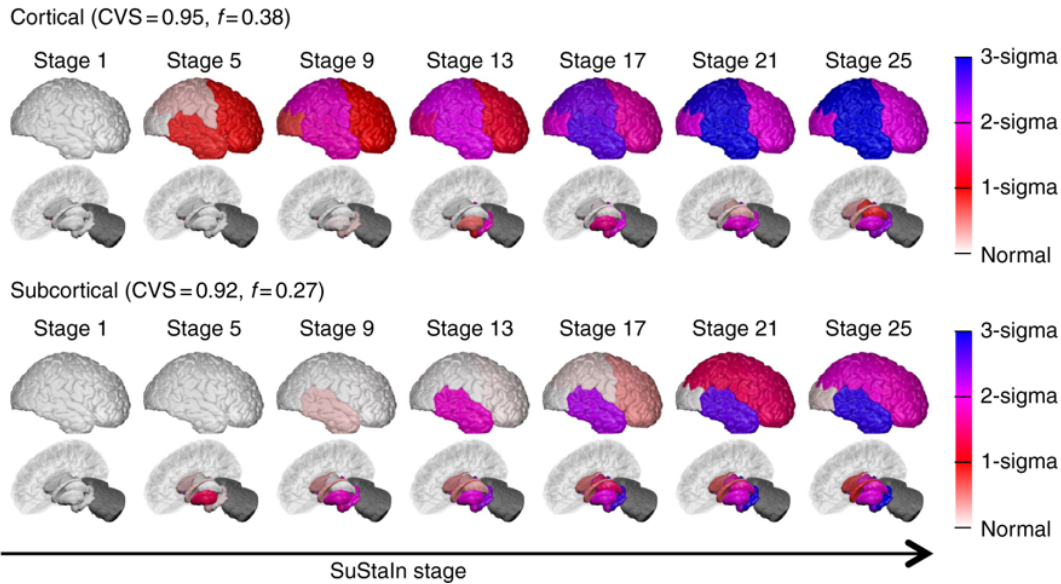 Cortical (CVS = 0.95, f = 0.38)
Stage 1 Stage 5 Stage 9 Stage 13 Stage 17 Stage 21 Stage 25
3-sigma
2-sigma
1-sigma
Normal
Subcortical (CVS = 0.92, f = 0.27)
Stage 1 Stage 5 Stage 9 Stage 13 Stage 17 Stage 21 Stage 25
3-sigma
2-sigma
1-sigma
Normal
SuStaIn stage